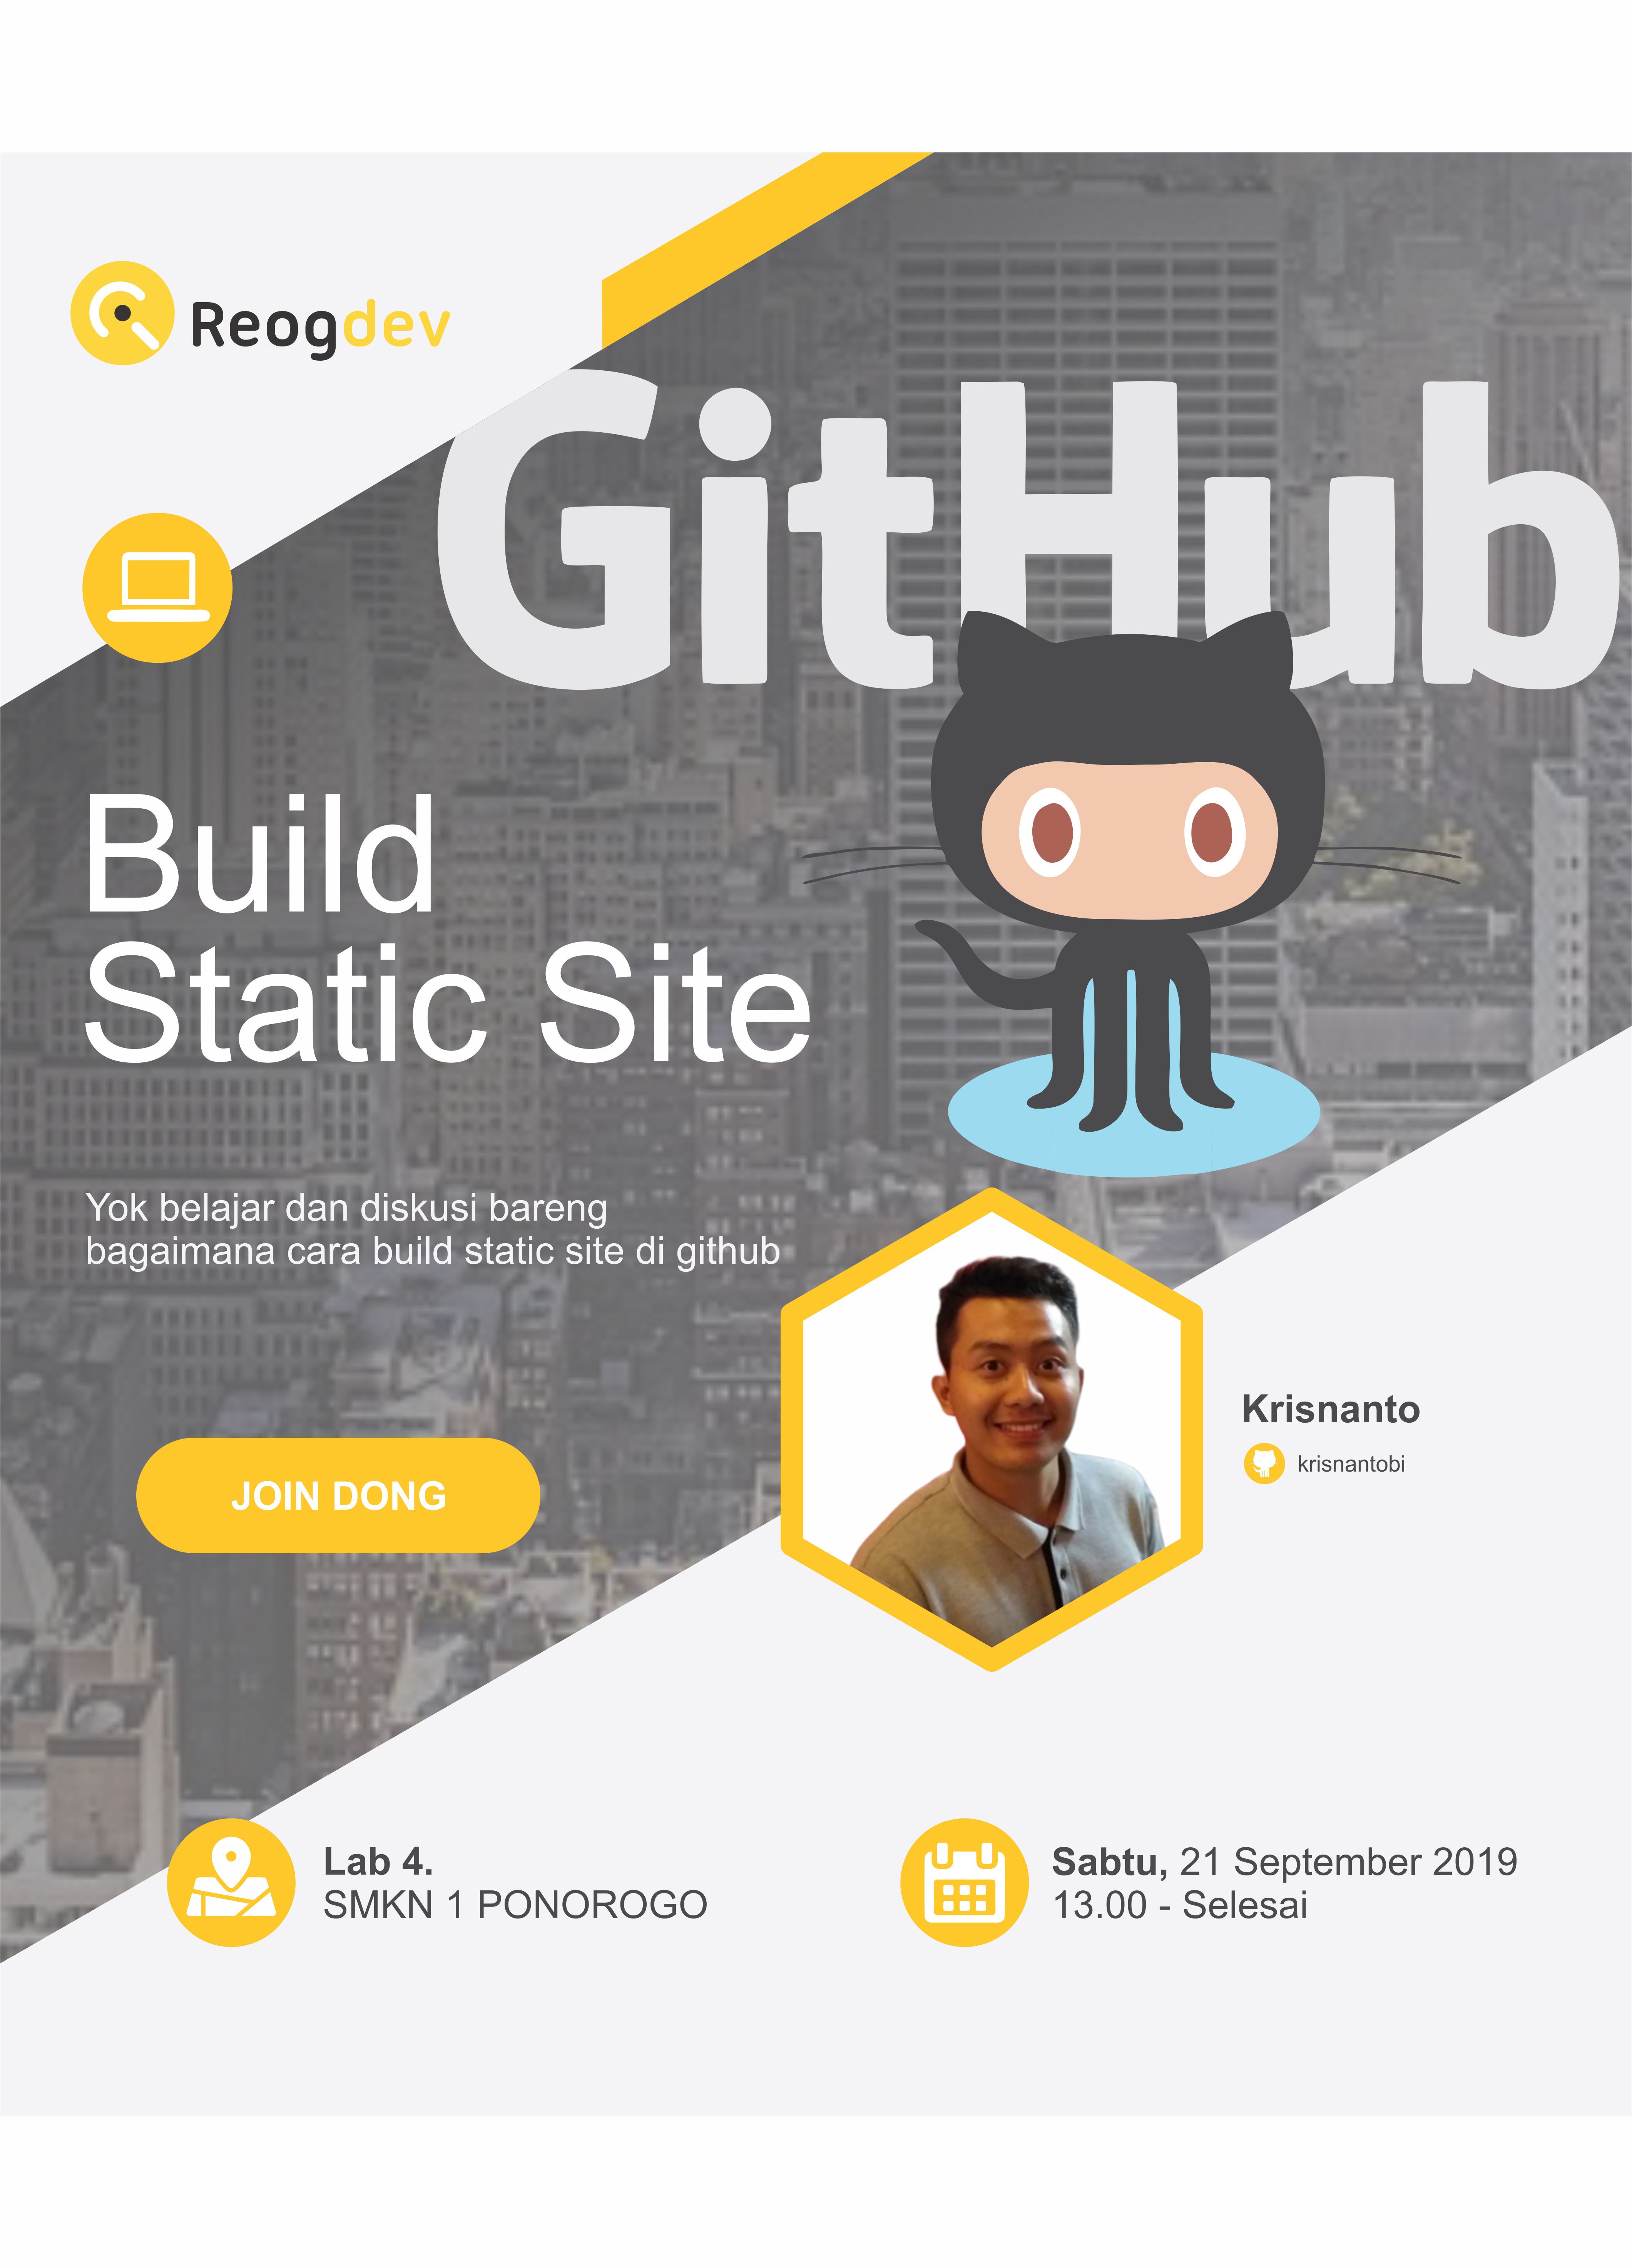 Reogdev
GitHub
Build
Static Site
Yok belajar dan diskusi bareng
bagaimana cara build static site di github
JOIN DONG
Krisnanto
krisnantobi
Lab 4.
SMKN 1 PONOROGO
Sabtu, 21 September 2019
13.00 - Selesai